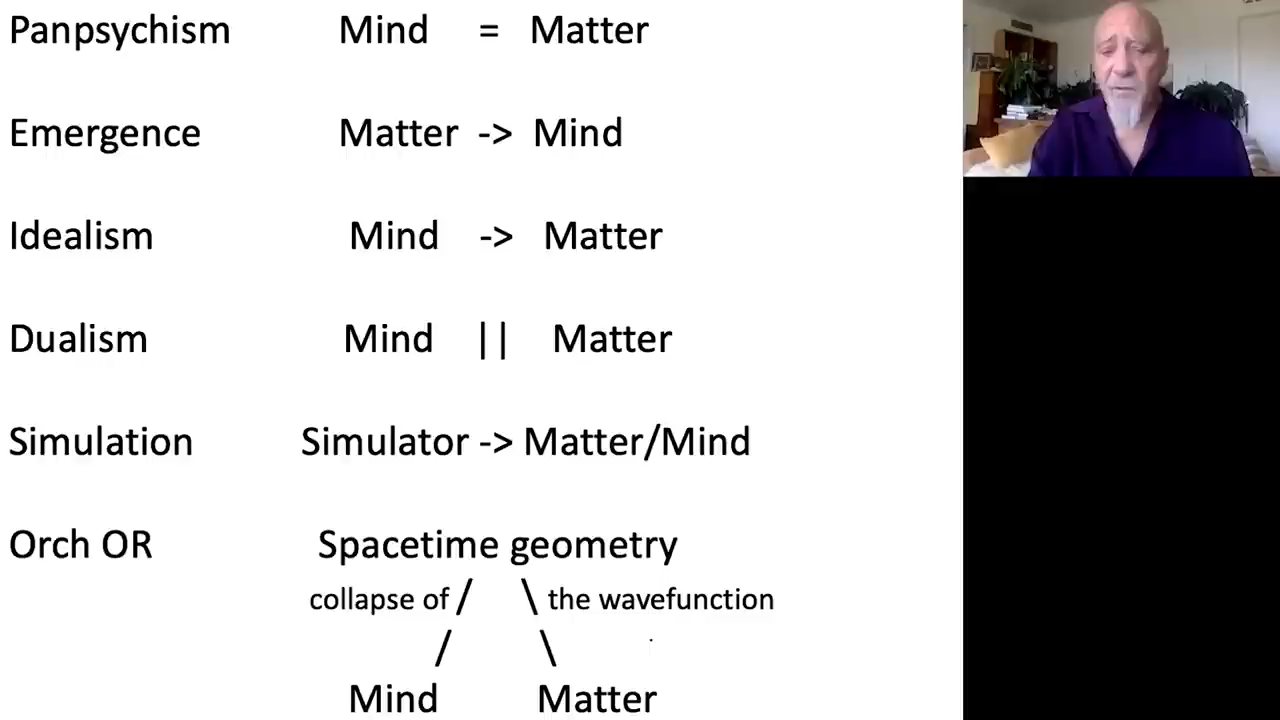 Panpsychism Mind = Matter
Emergence Matter -> Mind
Idealism Mind -> Matter
Dualism Mind || Matter
Simulation Simulator -> Matter/Mind
Orch OR Spacetime geometry
collapse of / \ the wavefunction
/ \
Mind Matter